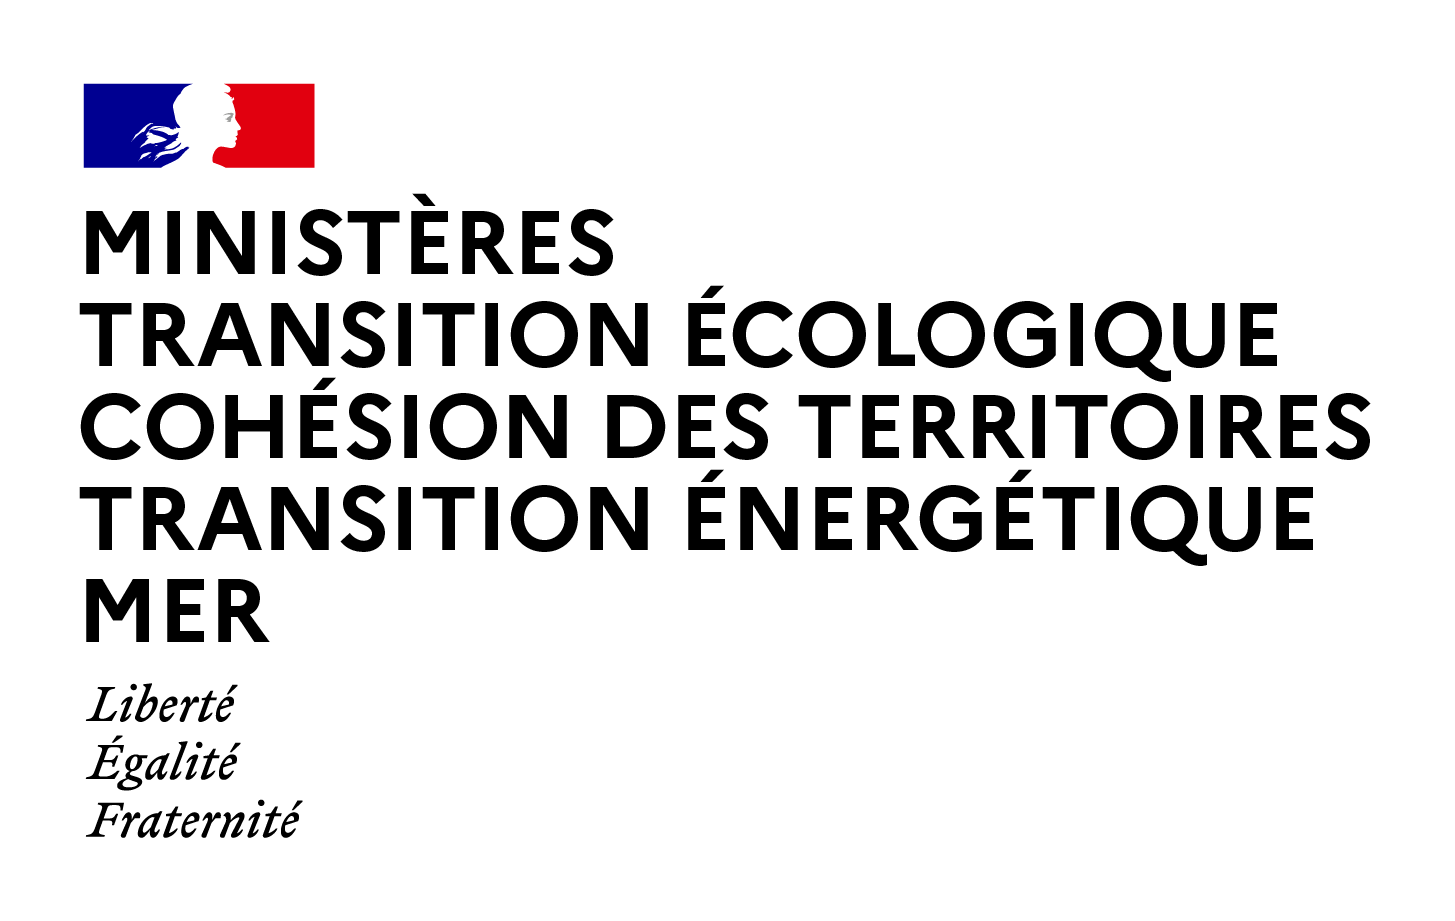 MINISTÈRES
TRANSITION ÉCOLOGIQUE
COHÉSION DES TERRITOIRES
TRANSITION ÉNERGÉTIQUE
MER
Liberté
Égalité
Fraternité